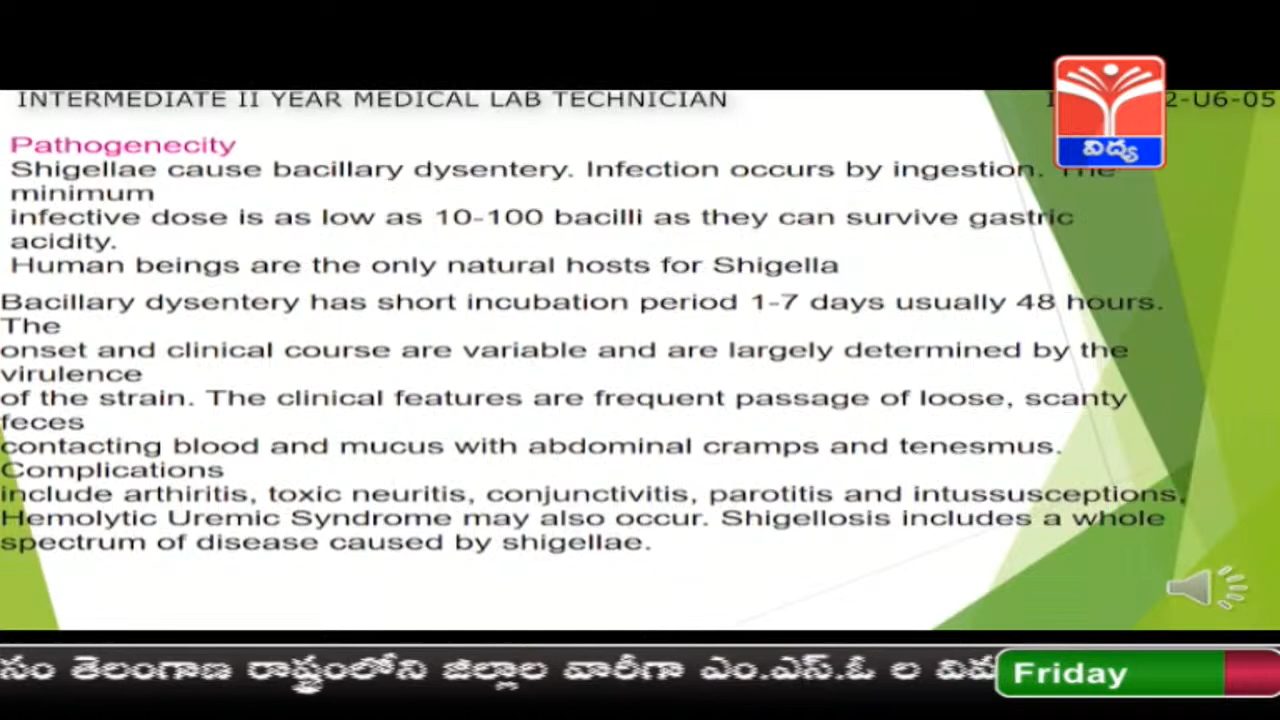 INTERMEDIATE II YEAR MEDICAL LAB TECHNICIAN
2-U6-05
విద్య
Pathogenecity
Shigellae cause bacillary dysentery. Infection occurs by ingestion. The
minimum
infective dose is as low as 10-100 bacilli as they can survive gastric
acidity.
Human beings are the only natural hosts for Shigella
Bacillary dysentery has short incubation period 1-7 days usually 48 hours.
The
onset and clinical course are variable and are largely determined by the
virulence
of the strain. The clinical features are frequent passage of loose, scanty
feces
contacting blood and mucus with abdominal cramps and tenesmus.
Complications
include arthiritis, toxic neuritis, conjunctivitis, parotitis and intussusceptions,
Hemolytic Uremic Syndrome may also occur. Shigellosis includes a whole
spectrum of disease caused by shigellae.
సం తెలంగాణ రాష్ట్రంలోని జిల్లాల వారీగా ఎం.ఎస్.ఓ ల
Friday